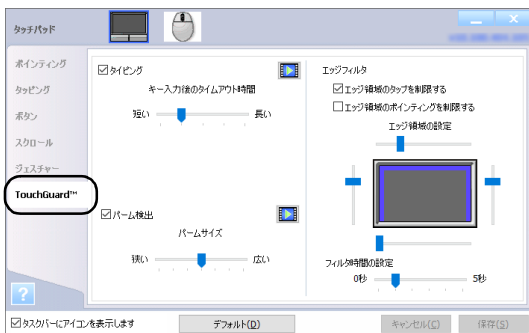 タッチパッド
ポインティング
タッピング
ボタン
スクロール
ジェスチャー
TouchGuard™
タイピング
キー入力後のタイムアウト時間
短い 長い
パーム検出
パームサイズ
狭い 広い
エッジフィルタ
エッジ領域のタップを制限する
エッジ領域のポインティングを制限する
エッジ領域の設定
フィルタ時間の設定
0秒 5秒
?
タスクバーにアイコンを表示します
デフォルト(D)
キャンセル(C)
保存(S)